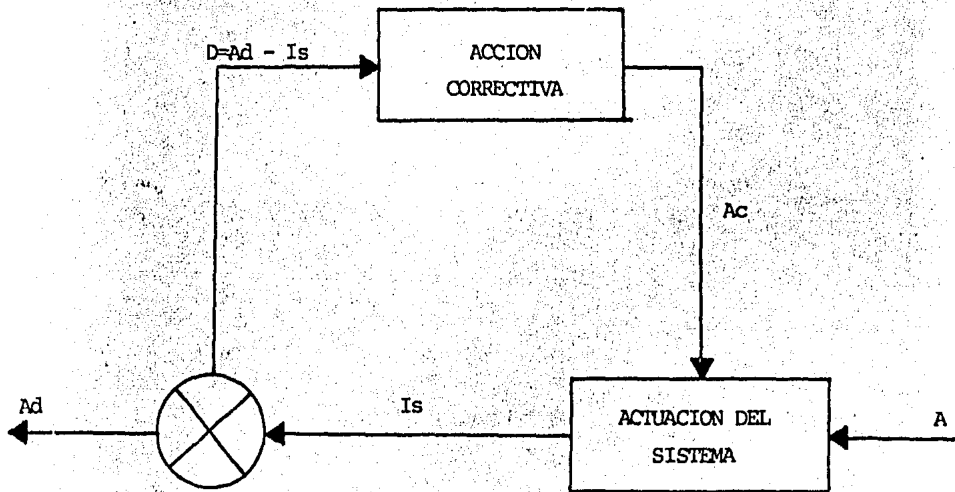 D=Ad - Is
ACCION
CORRECTIVA
Ac
Ad
Is
ACTUACION DEL
SISTEMA
A